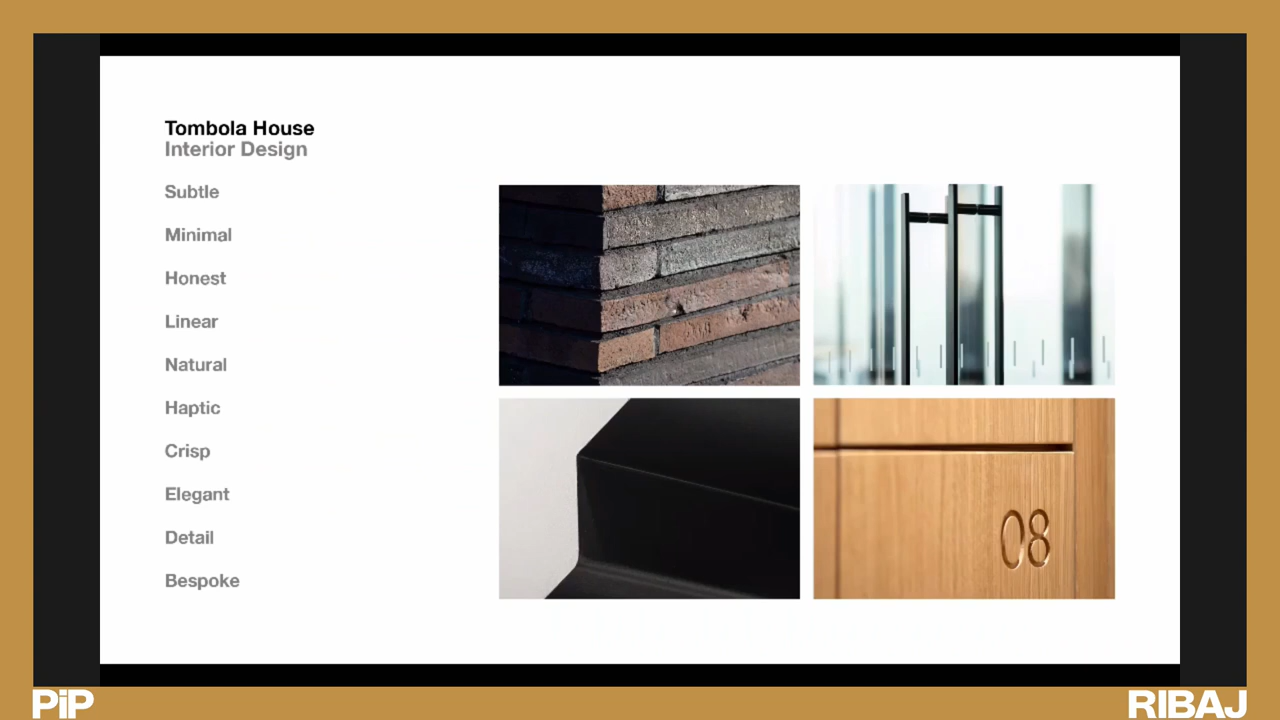 Tombola House
Interior Design
Subtle
Minimal
Honest
Linear
Natural
Haptic
Crisp
Elegant
Detail
Bespoke
08
PiP
RIBAJ